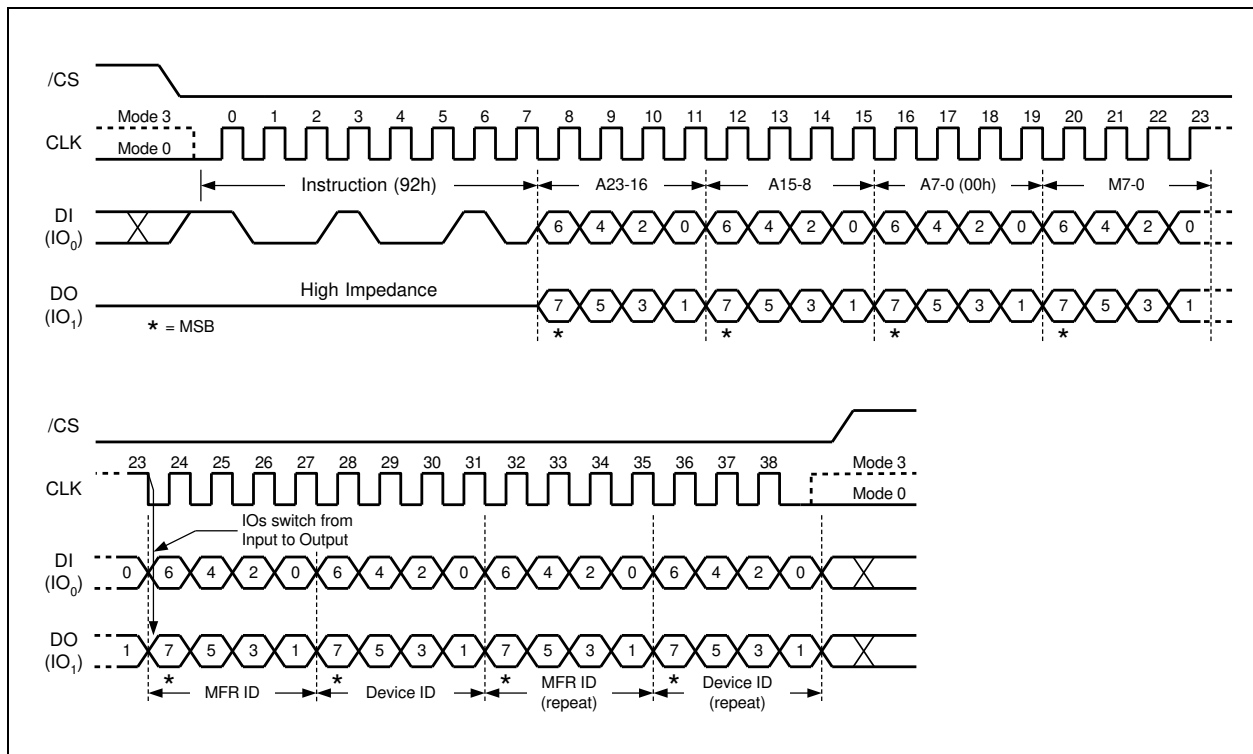 /CS
Mode 3 0 1 2 3 4 5 6 7 8 9 10 11 12 13 14 15 16 17 18 19 20 21 22 23
CLK
Mode 0
Instruction (92h) A23-16 A15-8 A7-0 (00h) M7-0
DI
(IO0) 6 4 2 0 6 4 2 0 6 4 2 0 6 4 2 0
High Impedance
DO
(IO1) 7 5 3 1 7 5 3 1 7 5 3 1 7 5 3 1
* = MSB * * * *
/CS
23 24 25 26 27 28 29 30 31 32 33 34 35 36 37 38 Mode 3
CLK
Mode 0
IOs switch from
Input to Output
DI
(IO0) 0 6 4 2 0 6 4 2 0 6 4 2 0 6 4 2 0
DO
(IO1) 1 7 5 3 1 7 5 3 1 7 5 3 1 7 5 3 1
* * * *
MFR ID Device ID MFR ID
(repeat) Device ID
(repeat)